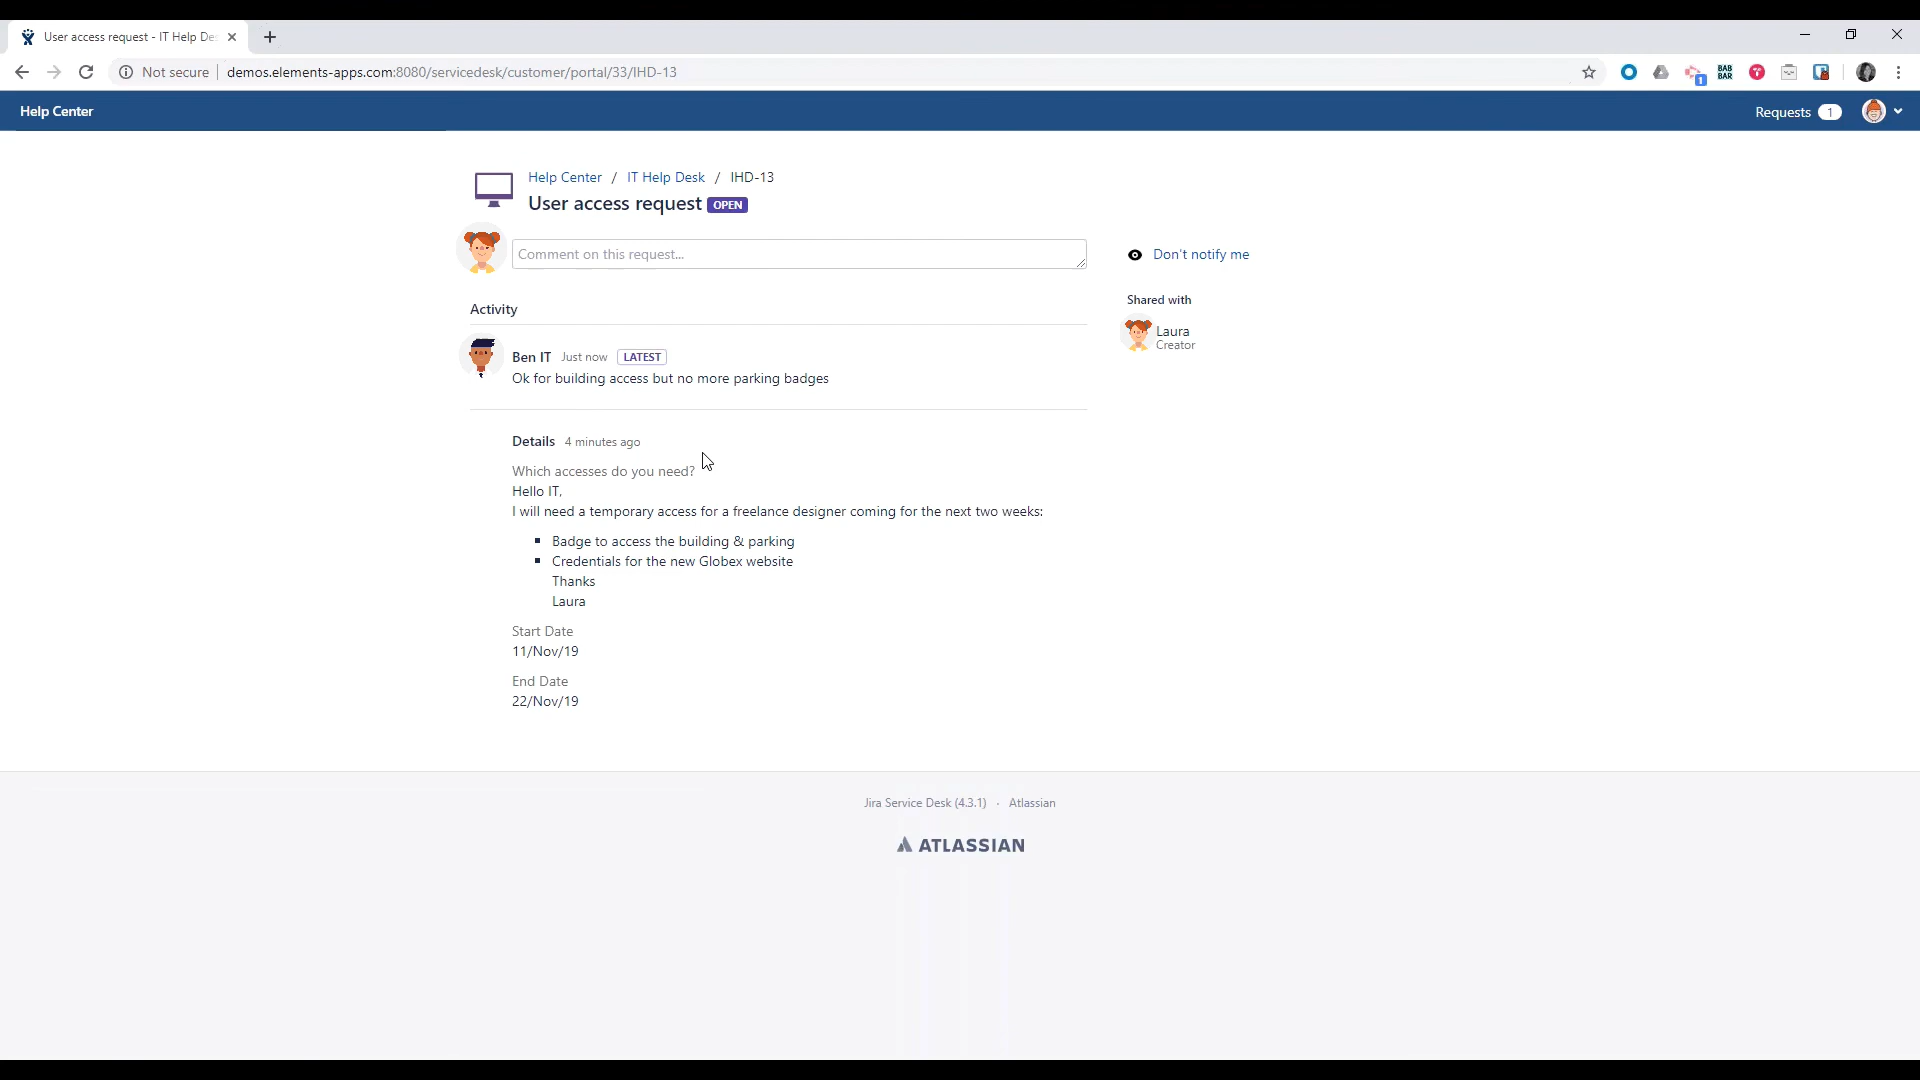 User access request - IT Help De
Not secure
demos.elements-apps.com:8080/servicedesk/customer/portal/33/IHD-13
1
BAB
BAR
Help Center
Requests 1
Help Center / IT Help Desk / IHD-13
User access request OPEN
Comment on this request...
Don't notify me
Activity
Shared with
Laura
Creator
Ben IT Just now LATEST
Ok for building access but no more parking badges
Details 4 minutes ago
Which accesses do you need?
Hello IT,
I will need a temporary access for a freelance designer coming for the next two weeks:
▪ Badge to access the building & parking
▪ Credentials for the new Globex website
Thanks
Laura
Start Date
11/Nov/19
End Date
22/Nov/19
Jira Service Desk (4.3.1) · Atlassian
ATLASSIAN